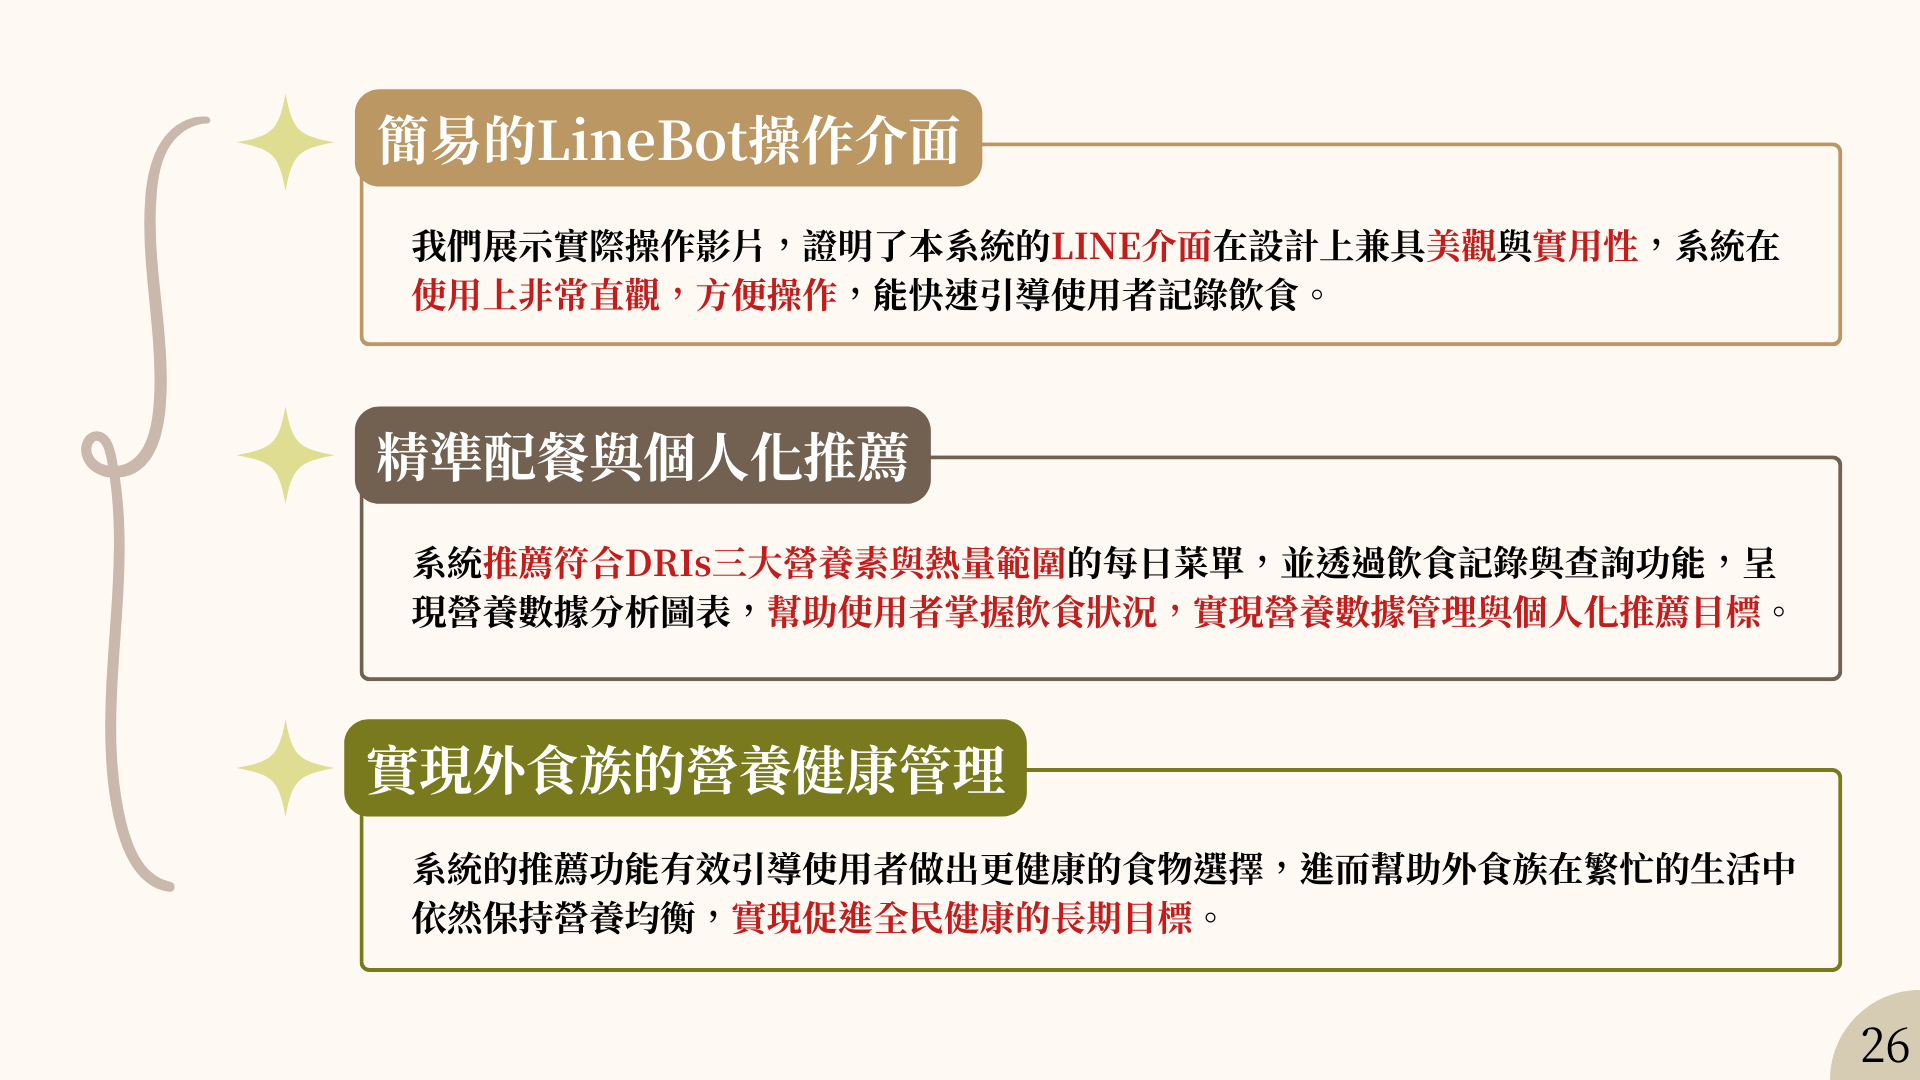 簡易的LineBot操作介面
我們展示實際操作影片，證明了本系統的LINE介面在設計上兼具美觀與實用性，系統在
使用上非常直觀，方便操作，能快速引導使用者記錄飲食。
精準配餐與個人化推薦
系統推薦符合DRIs三大營養素與熱量範圍的每日菜單，並透過飲食記錄與查詢功能，呈
現營養數據分析圖表，幫助使用者掌握飲食狀況，實現營養數據管理與個人化推薦目標。
實現外食族的營養健康管理
系統的推薦功能有效引導使用者做出更健康的食物選擇，進而幫助外食族在繁忙的生活中
依然保持營養均衡，實現促進全民健康的長期目標。
26